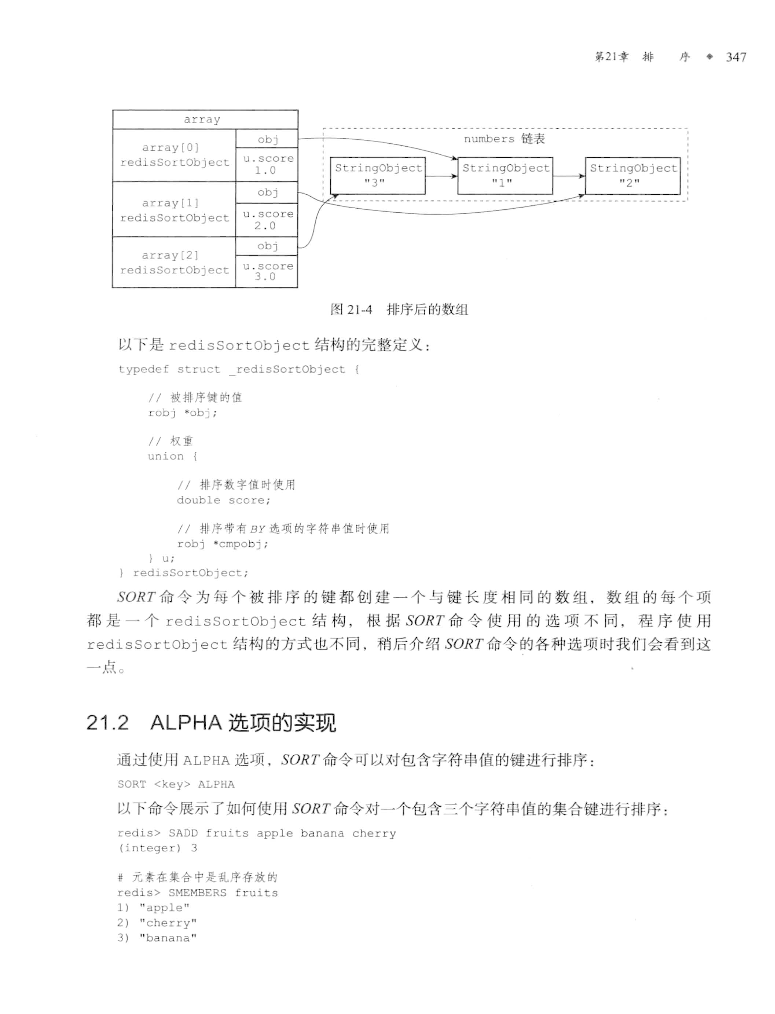 第21章 排 序 ◆ 347
array
array[0]
redisSortObject
obj
u.score
1.0
array[1]
redisSortObject
obj
u.score
2.0
array[2]
redisSortObject
obj
u.score
3.0
numbers 链表
StringObject
"3"
StringObject
"1"
StringObject
"2"
图 21-4 排序后的数组
以下是 redisSortObject 结构的完整定义：
typedef struct _redisSortObject {
// 被排序键的值
robj *obj;
// 权重
union {
// 排序数字值时使用
double score;
// 排序带有 BY 选项的字符串值时使用
robj *cmpobj;
} u;
} redisSortObject;
SORT 命令为每个被排序的键都创建一个与键长度相同的数组，数组的每个项
都是一个 redisSortObject 结构，根据 SORT 命令使用的选项不同，程序使用
redisSortObject 结构的方式也不同，稍后介绍 SORT 命令的各种选项时我们会看到这
一点。
21.2 ALPHA 选项的实现
通过使用 ALPHA 选项，SORT 命令可以对包含字符串值的键进行排序：
SORT <key> ALPHA
以下命令展示了如何使用 SORT 命令对一个包含三个字符串值的集合键进行排序：
redis> SADD fruits apple banana cherry
(integer) 3
# 元素在集合中是乱序存放的
redis> SMEMBERS fruits
1) "apple"
2) "cherry"
3) "banana"